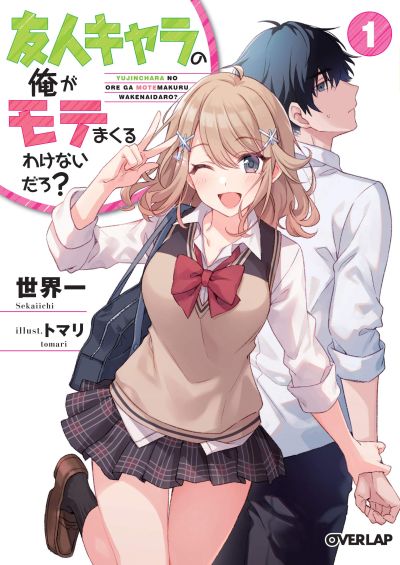 友人キャラの
YUJINCHARA NO
ORE GA MOTEMAKURU
WAKENAIDARO?
俺が
モテまくる
わけない
だろ?
1
世界一
Sekaiichi
illust.トマリ
tomari
OVERLAP